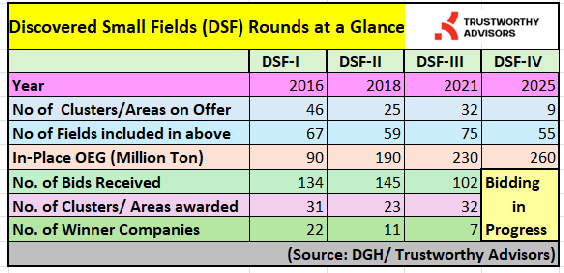 Discovered Small Fields (DSF) Rounds at a Glance
TRUSTWORTHY
ADVISORS
DSF-I DSF-II DSF-III DSF-IV
Year 2016 2018 2021 2025
No of Clusters/Areas on Offer 46 25 32 9
No of Fields included in above 67 59 75 55
In-Place OEG (Million Ton) 90 190 230 260
No. of Bids Received 134 145 102 Bidding
No. of Clusters/ Areas awarded 31 23 32 in
No. of Winner Companies 22 11 7 Progress
(Source: DGH/ Trustworthy Advisors)